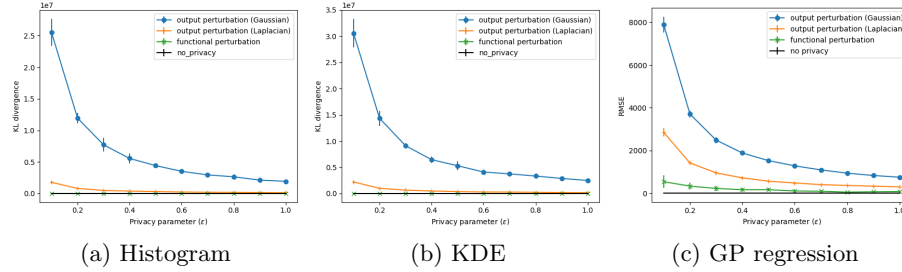 1e7
output perturbation (Gaussian)
output perturbation (Laplacian)
functional perturbation
no_privacy
2.5
2.0
1.5
1.0
0.5
0.0
KL divergence
0.2 0.4 0.6 0.8 1.0
Privacy parameter (ε)
(a) Histogram
1e7
output perturbation (Gaussian)
output perturbation (Laplacian)
functional perturbation
no_privacy
3.5
3.0
2.5
2.0
1.5
1.0
0.5
0.0
KL divergence
0.2 0.4 0.6 0.8 1.0
Privacy parameter (ε)
(b) KDE
output perturbation (Gaussian)
output perturbation (Laplacian)
functional perturbation
no privacy
8000
6000
4000
2000
0
RMSE
0.2 0.4 0.6 0.8 1.0
Privacy parameter (ε)
(c) GP regression